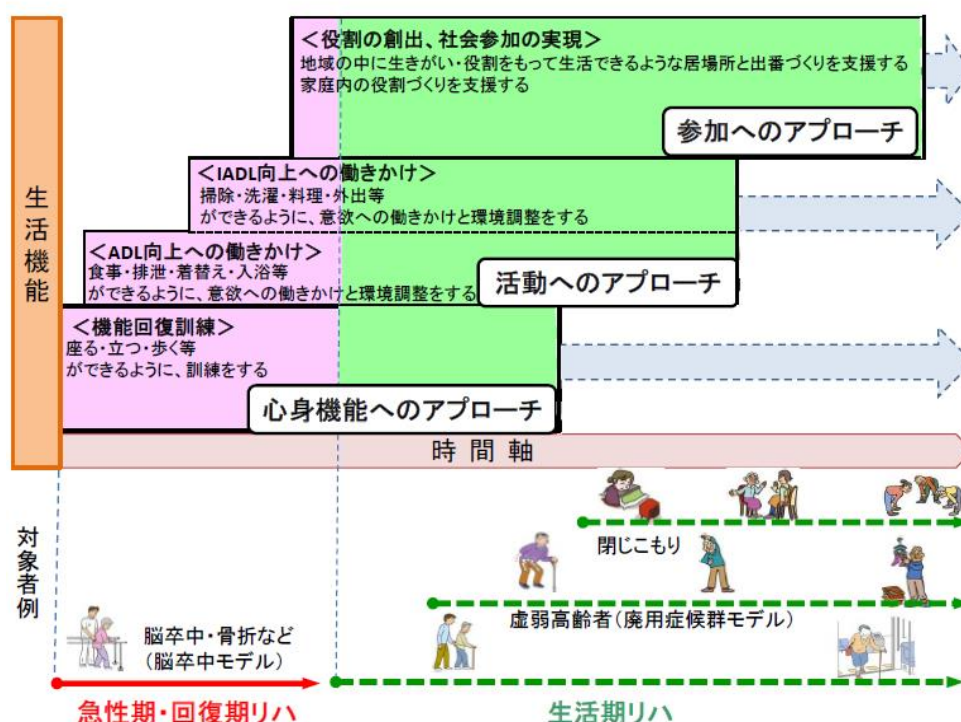 生活機能
＜役割の創出、社会参加の実現＞
地域の中に生きがい・役割をもって生活できるような居場所と出番づくりを支援する
家庭内の役割づくりを支援する
参加へのアプローチ
＜IADL向上への働きかけ＞
掃除・洗濯・料理・外出等
ができるように、意欲への働きかけと環境調整をする
＜ADL向上への働きかけ＞
食事・排泄・着替え・入浴等
ができるように、意欲への働きかけと環境調整をする
活動へのアプローチ
＜機能回復訓練＞
座る・立つ・歩く等
ができるように、訓練をする
心身機能へのアプローチ
時間軸
対象者例
閉じこもり
虚弱高齢者（廃用症候群モデル）
脳卒中・骨折など
（脳卒中モデル）
急性期・回復期リハ
生活期リハ